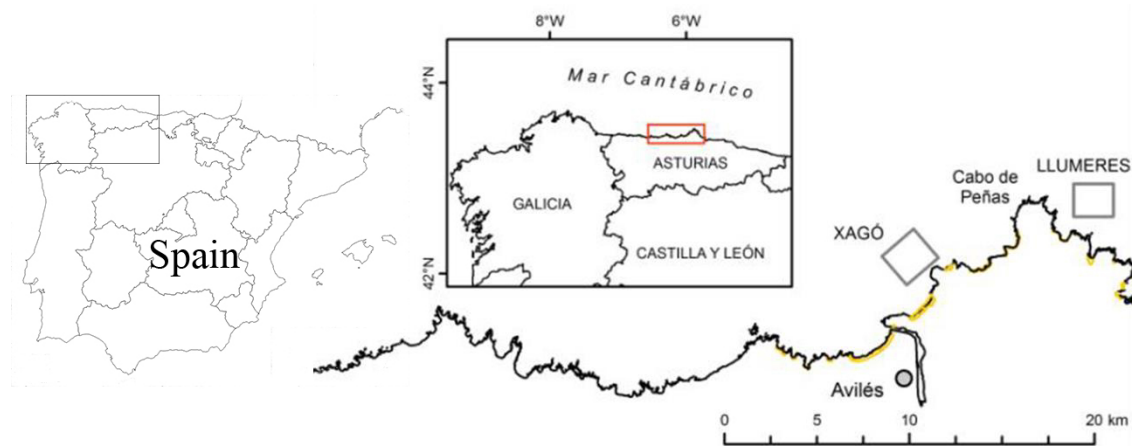 8°W
6°W
44°N
42°N
Mar Cantábrico
ASTURIAS
GALICIA
CASTILLA Y LEÓN
Spain
Cabo de
Peñas
LLUMERES
XAGÓ
Avilés
0
5
10
20 km